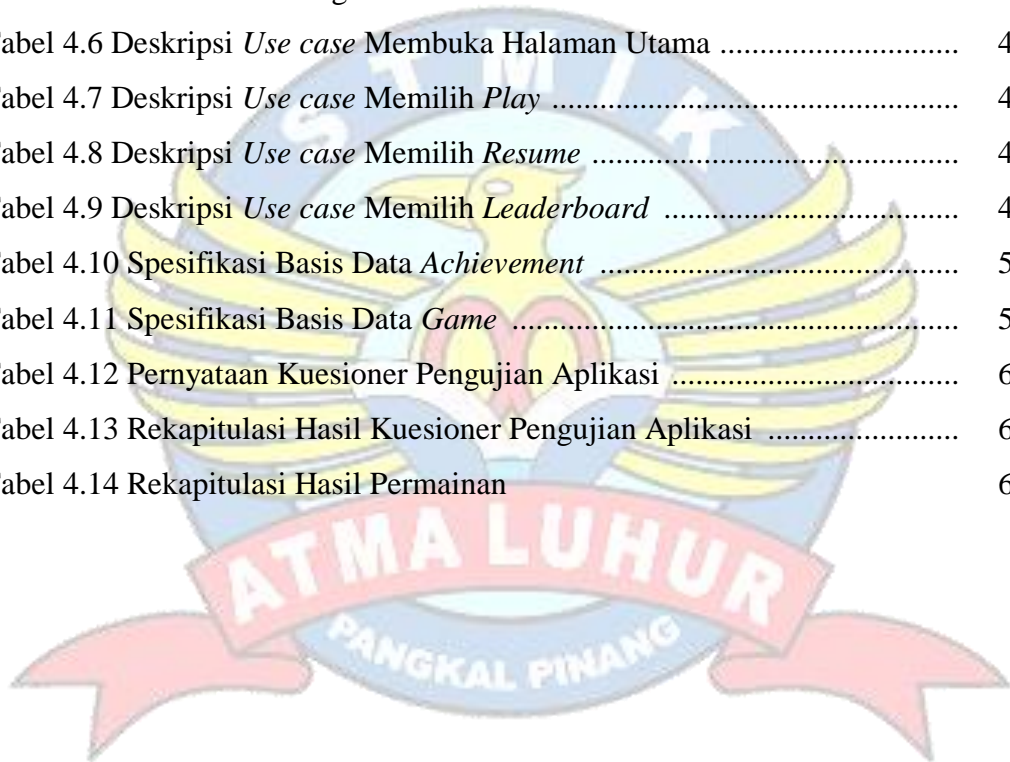 abel 4.6 Deskripsi Use case Membuka Halaman Utama ............................ 4
abel 4.7 Deskripsi Use case Memilih Play ................................................ 4
abel 4.8 Deskripsi Use case Memilih Resume ........................................... 4
abel 4.9 Deskripsi Use case Memilih Leaderboard ................................... 4
abel 4.10 Spesifikasi Basis Data Achievement .......................................... 5
abel 4.11 Spesifikasi Basis Data Game .................................................... 5
abel 4.12 Pernyataan Kuesioner Pengujian Aplikasi .................................. 6
abel 4.13 Rekapitulasi Hasil Kuesioner Pengujian Aplikasi ....................... 6
abel 4.14 Rekapitulasi Hasil Permainan 6
STMIK
ATMA LUHUR
PANGKAL PINANG